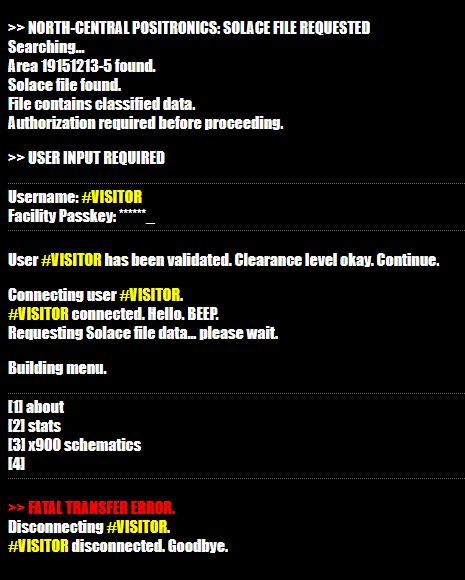 >> NORTH-CENTRAL POSITRONICS: SOLACE FILE REQUESTED
Searching...
Area 19151213-5 found.
Solace file found.
File contains classified data.
Authorization required before proceeding.
>> USER INPUT REQUIRED
Username: #VISITOR
Facility Passkey: ******_
User #VISITOR has been validated. Clearance level okay. Continue.
Connecting user #VISITOR.
#VISITOR connected. Hello. BEEP.
Requesting Solace file data... please wait.
Building menu.
[1] about
[2] stats
[3] x900 schematics
[4]
>> FATAL TRANSFER ERROR.
Disconnecting #VISITOR.
#VISITOR disconnected. Goodbye.